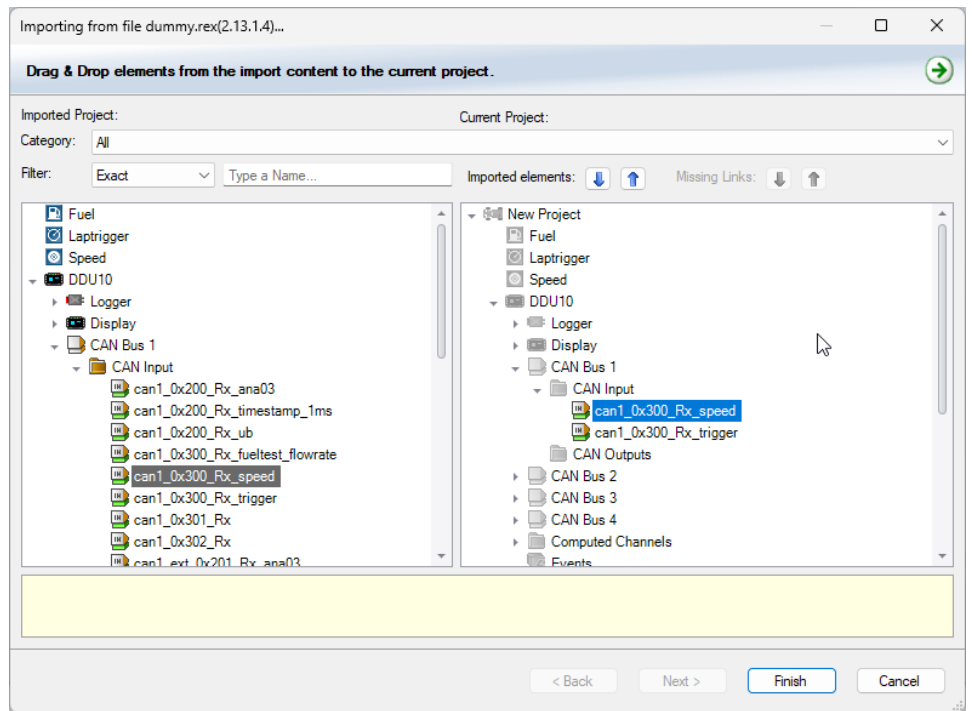 Importing from file dummy.rex(2.13.1.4)...
Drag & Drop elements from the import content to the current project.
Imported Project:
Current Project:
Category: All
Filter: Exact Type a Name... Imported elements: Missing Links:
Fuel
Laptrigger
Speed
DDU10
Logger
Display
CAN Bus 1
CAN Input
can1_0x200_Rx_ana03
can1_0x200_Rx_timestamp_1ms
can1_0x200_Rx_ub
can1_0x300_Rx_fueltest_flowrate
can1_0x300_Rx_speed
can1_0x300_Rx_trigger
can1_0x301_Rx
can1_0x302_Rx
can1_ext_0x201_Rx_ana03
New Project
Fuel
Laptrigger
Speed
DDU10
Logger
Display
CAN Bus 1
CAN Input
can1_0x300_Rx_speed
can1_0x300_Rx_trigger
CAN Outputs
CAN Bus 2
CAN Bus 3
CAN Bus 4
Computed Channels
Events
< Back Next > Finish Cancel